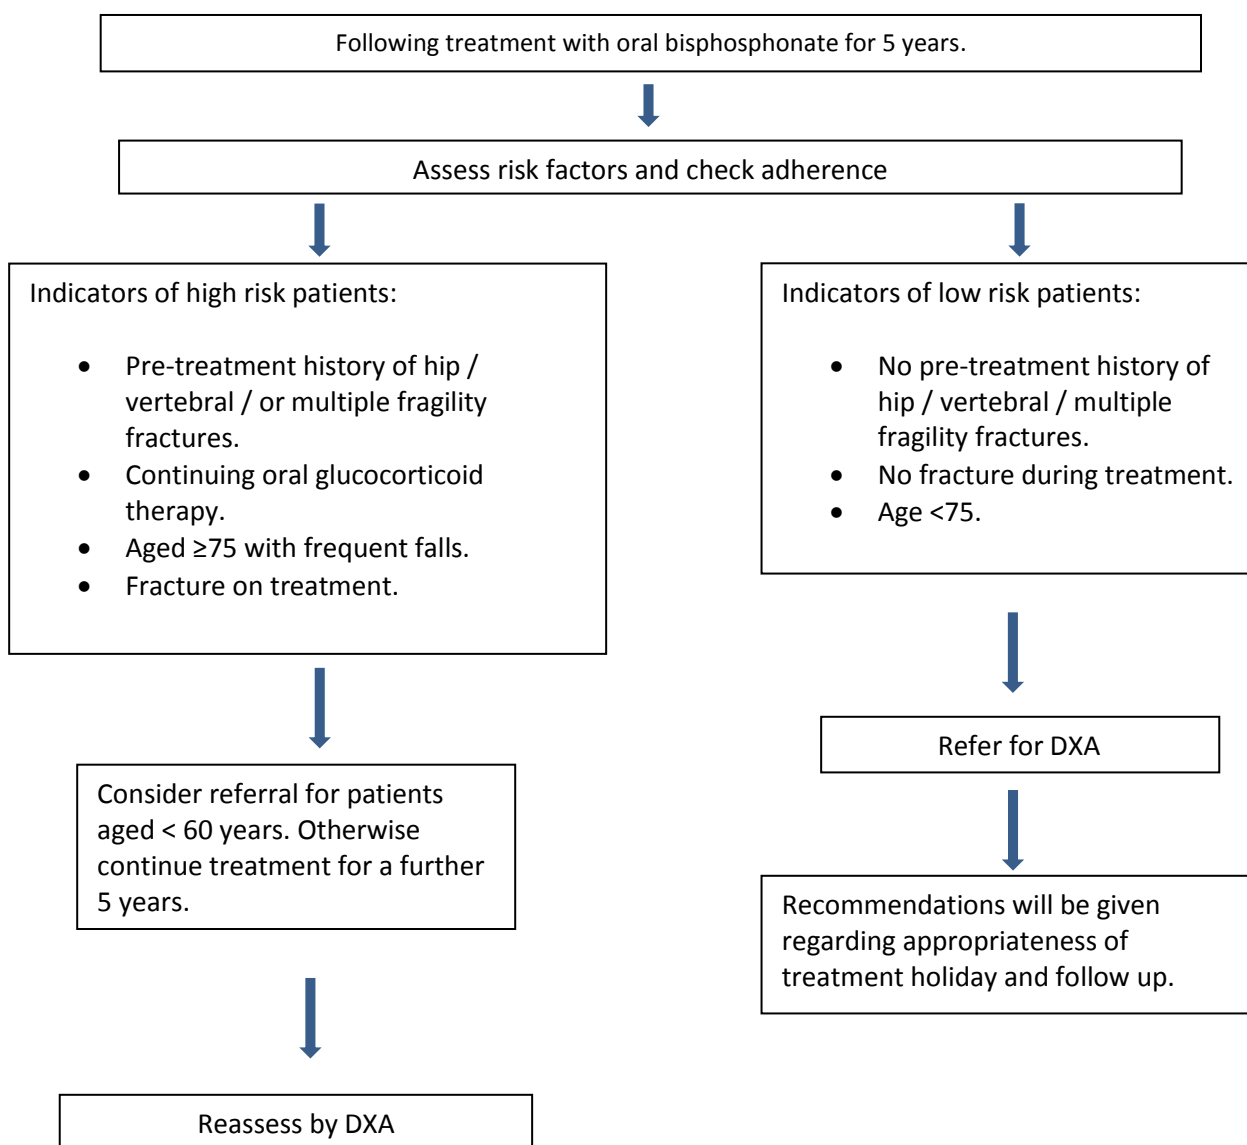 Following treatment with oral bisphosphonate for 5 years.
Assess risk factors and check adherence
Indicators of high risk patients:
• Pre-treatment history of hip /
vertebral / or multiple fragility
fractures.
• Continuing oral glucocorticoid
therapy.
• Aged ≥75 with frequent falls.
• Fracture on treatment.
Consider referral for patients
aged < 60 years. Otherwise
continue treatment for a further
5 years.
Reassess by DXA
Indicators of low risk patients:
• No pre-treatment history of
hip / vertebral / multiple
fragility fractures.
• No fracture during treatment.
• Age <75.
Refer for DXA
Recommendations will be given
regarding appropriateness of
treatment holiday and follow up.